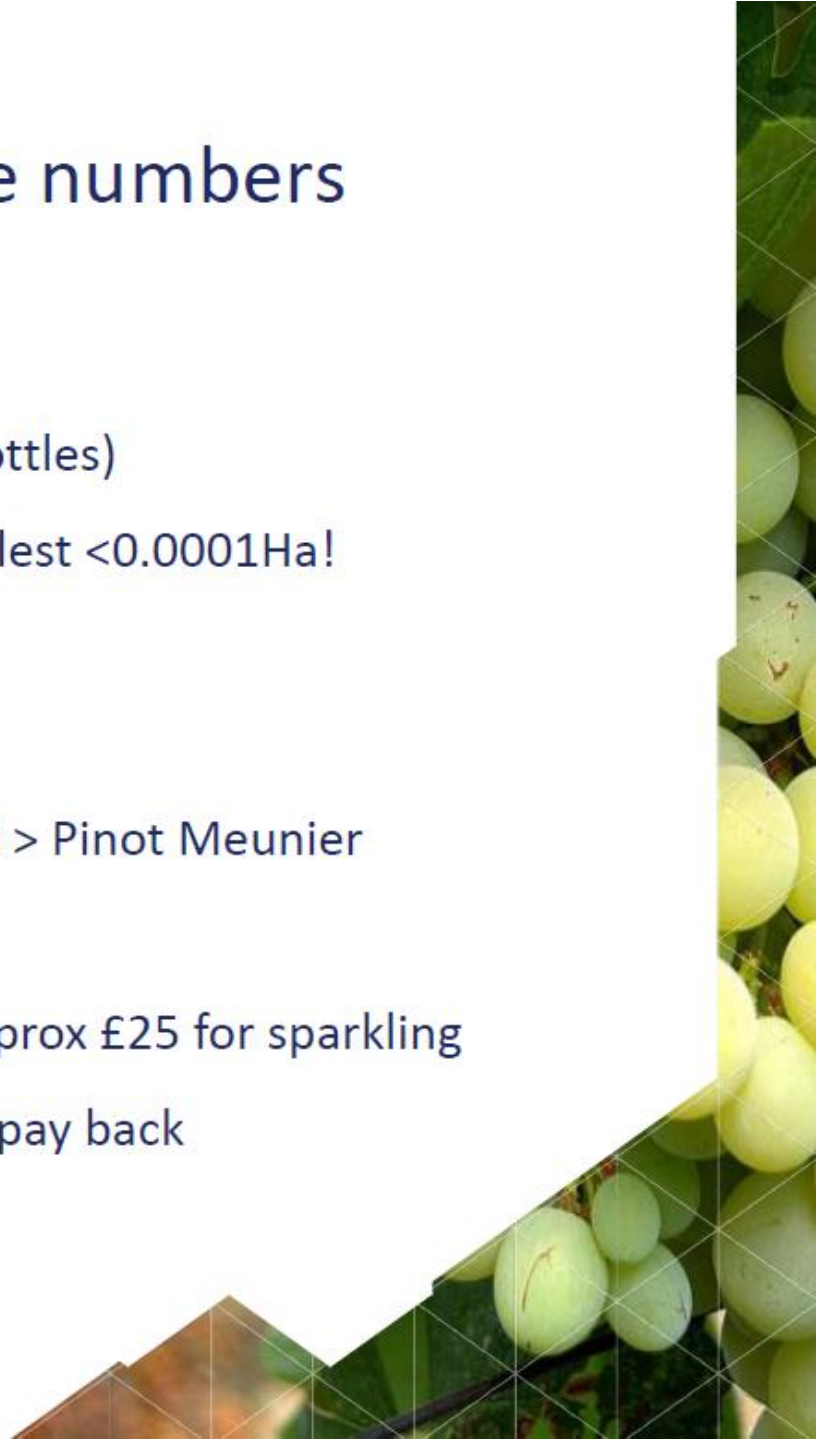 e numbers
ottles)
lest <0.0001Ha!
> Pinot Meunier
prox £25 for sparkling
pay back